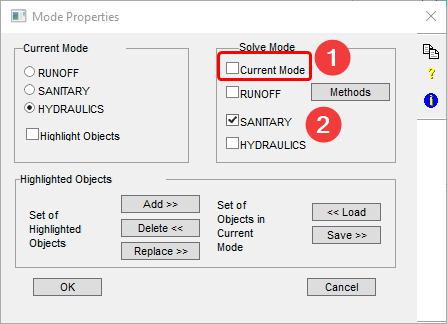 Mode Properties
Current Mode
RUNOFF
SANITARY
HYDRAULICS
Highlight Objects
Solve Mode
1
Current Mode
RUNOFF
Methods
SANITARY
2
HYDRAULICS
Highlighted Objects
Set of
Highlighted
Objects
Add >>
Delete <<
Replace >>
Set of
Objects in
Current
Mode
<< Load
Save >>
OK
Cancel
?
i